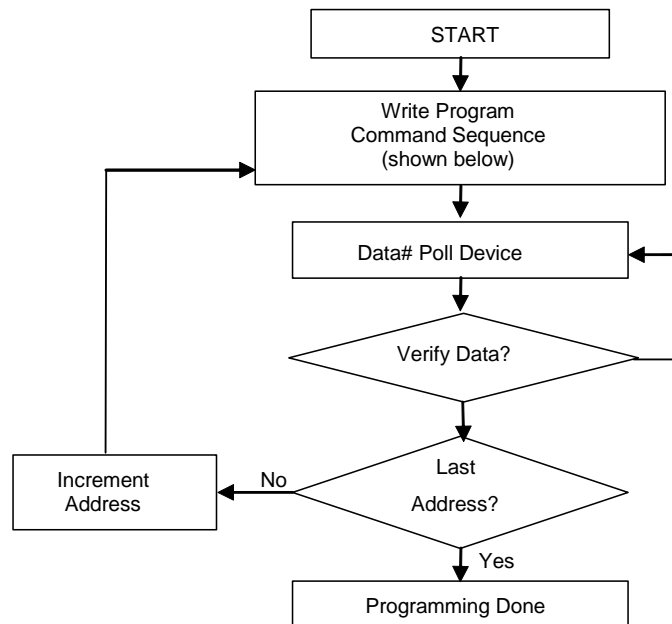 START
Write Program
Command Sequence
(shown below)
Data# Poll Device
Verify Data?
Last
Address?
No
Increment
Address
Yes
Programming Done